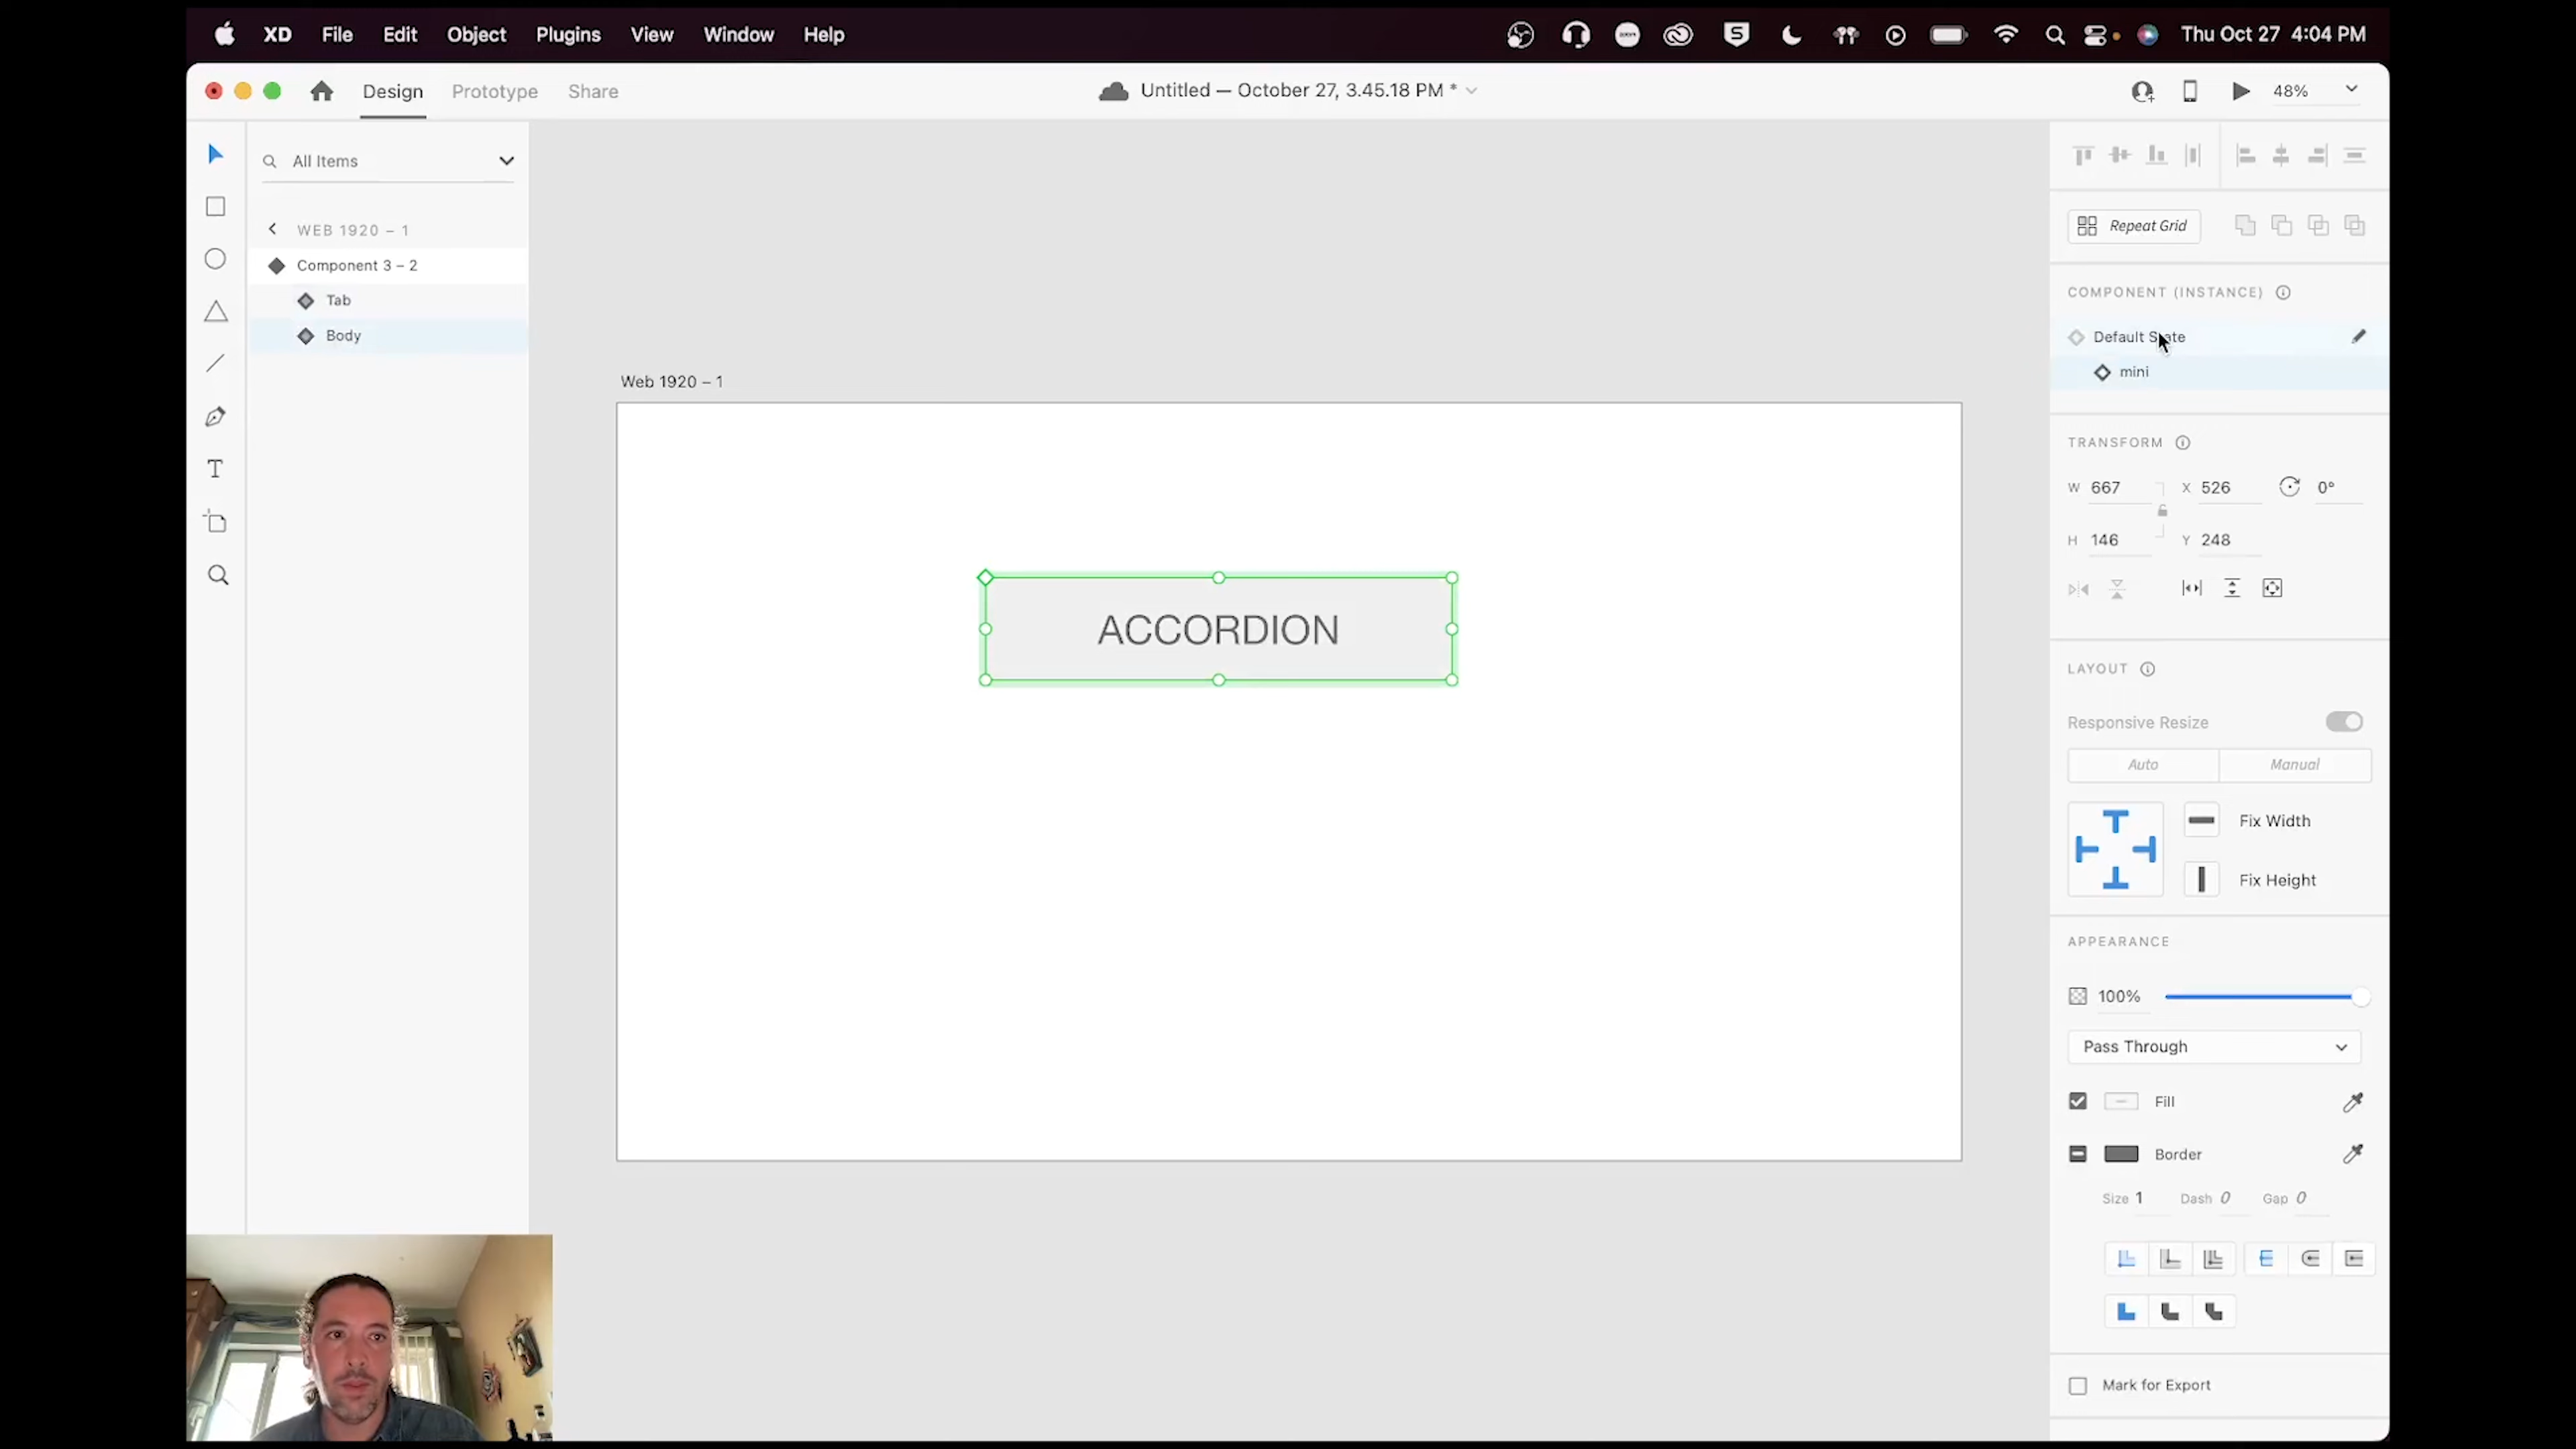 XD File Edit Object Plugins View Window Help Thu Oct 27 4:04 PM
Design Prototype Share Untitled — October 27, 3.45.18 PM * 48%
All Items
WEB 1920 – 1
Component 3 – 2
Tab
Body
Web 1920 – 1
ACCORDION
Repeat Grid
COMPONENT (INSTANCE)
Default State
mini
TRANSFORM
W 667 X 526 0°
H 146 Y 248
LAYOUT
Responsive Resize
Auto Manual
Fix Width
Fix Height
APPEARANCE
100%
Pass Through
Fill
Border
Size 1 Dash 0 Gap 0
Mark for Export